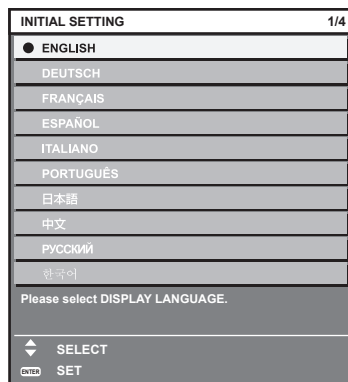 INITIAL SETTING 1/4
ENGLISH
DEUTSCH
FRANÇAIS
ESPAÑOL
ITALIANO
PORTUGUÊS
日本語
中文
РУССКИЙ
한국어
Please select DISPLAY LANGUAGE.
SELECT
ENTER SET